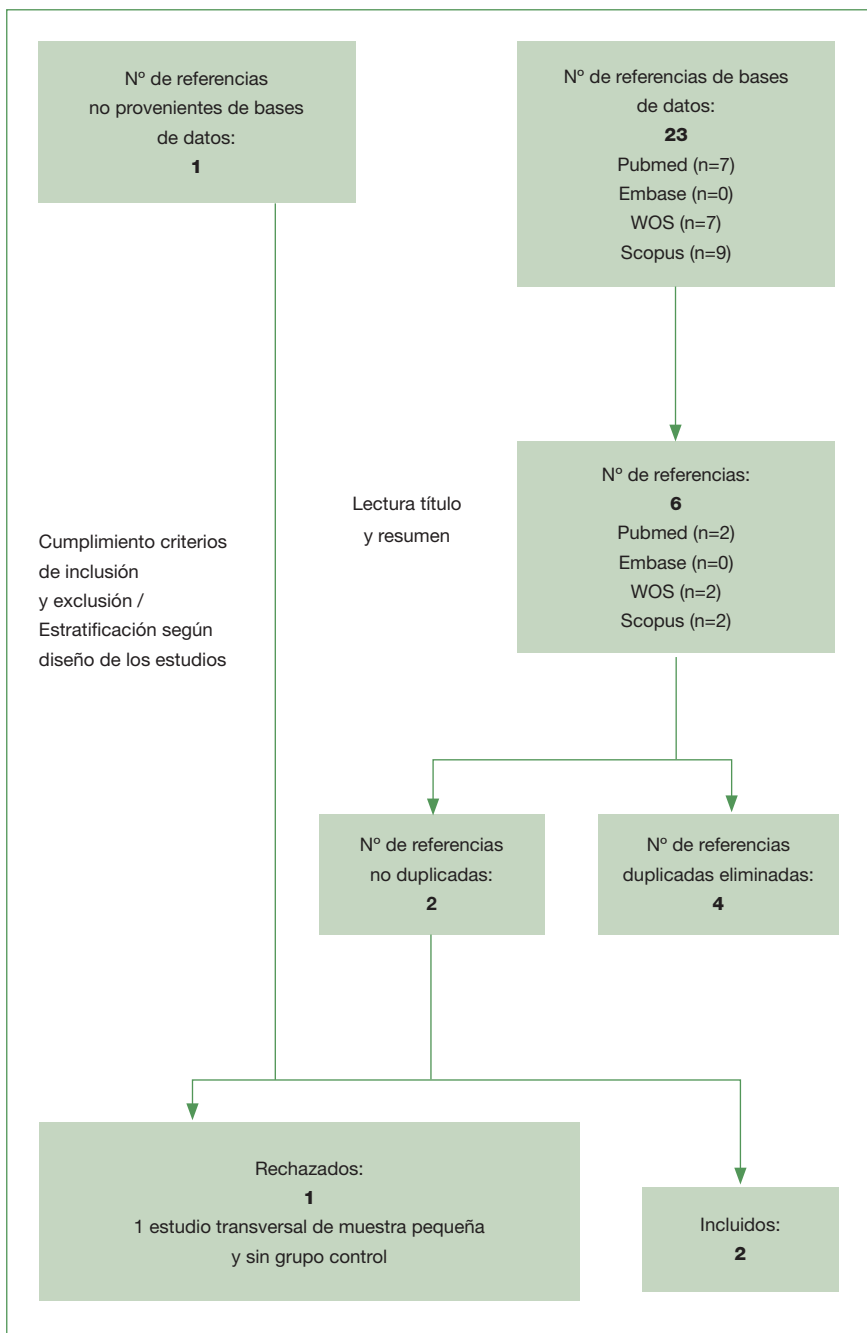 Nº de referencias
no provenientes de bases
de datos:
1
Nº de referencias de bases
de datos:
23
Pubmed (n=7)
Embase (n=0)
WOS (n=7)
Scopus (n=9)
Lectura título
y resumen
Nº de referencias:
6
Pubmed (n=2)
Embase (n=0)
WOS (n=2)
Scopus (n=2)
Cumplimiento criterios
de inclusión
y exclusión /
Estratificación según
diseño de los estudios
Nº de referencias
no duplicadas:
2
Nº de referencias
duplicadas eliminadas:
4
Rechazados:
1
1 estudio transversal de muestra pequeña
y sin grupo control
Incluidos:
2